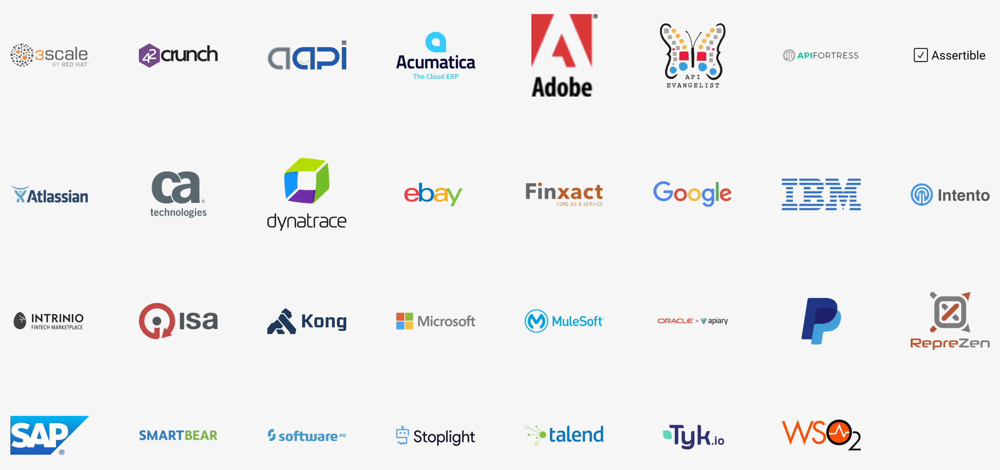 3scale
BY RED HAT
42crunch
aapi
Acumatica
The Cloud ERP
Adobe
API
EVANGELIST
APIFORTRESS
Assertible
Atlassian
ca®
technologies
dynatrace
ebay
Finxact
CORE AS A SERVICE
Google
IBM
Intento
INTRINIO
FINTECH MARKETPLACE
ISA
Kong
Microsoft
MuleSoft®
ORACLE® + apiary
P
RepreZen
SAP®
SMARTBEAR
software AG
Stoplight
talend
Tyk.io
WSO2